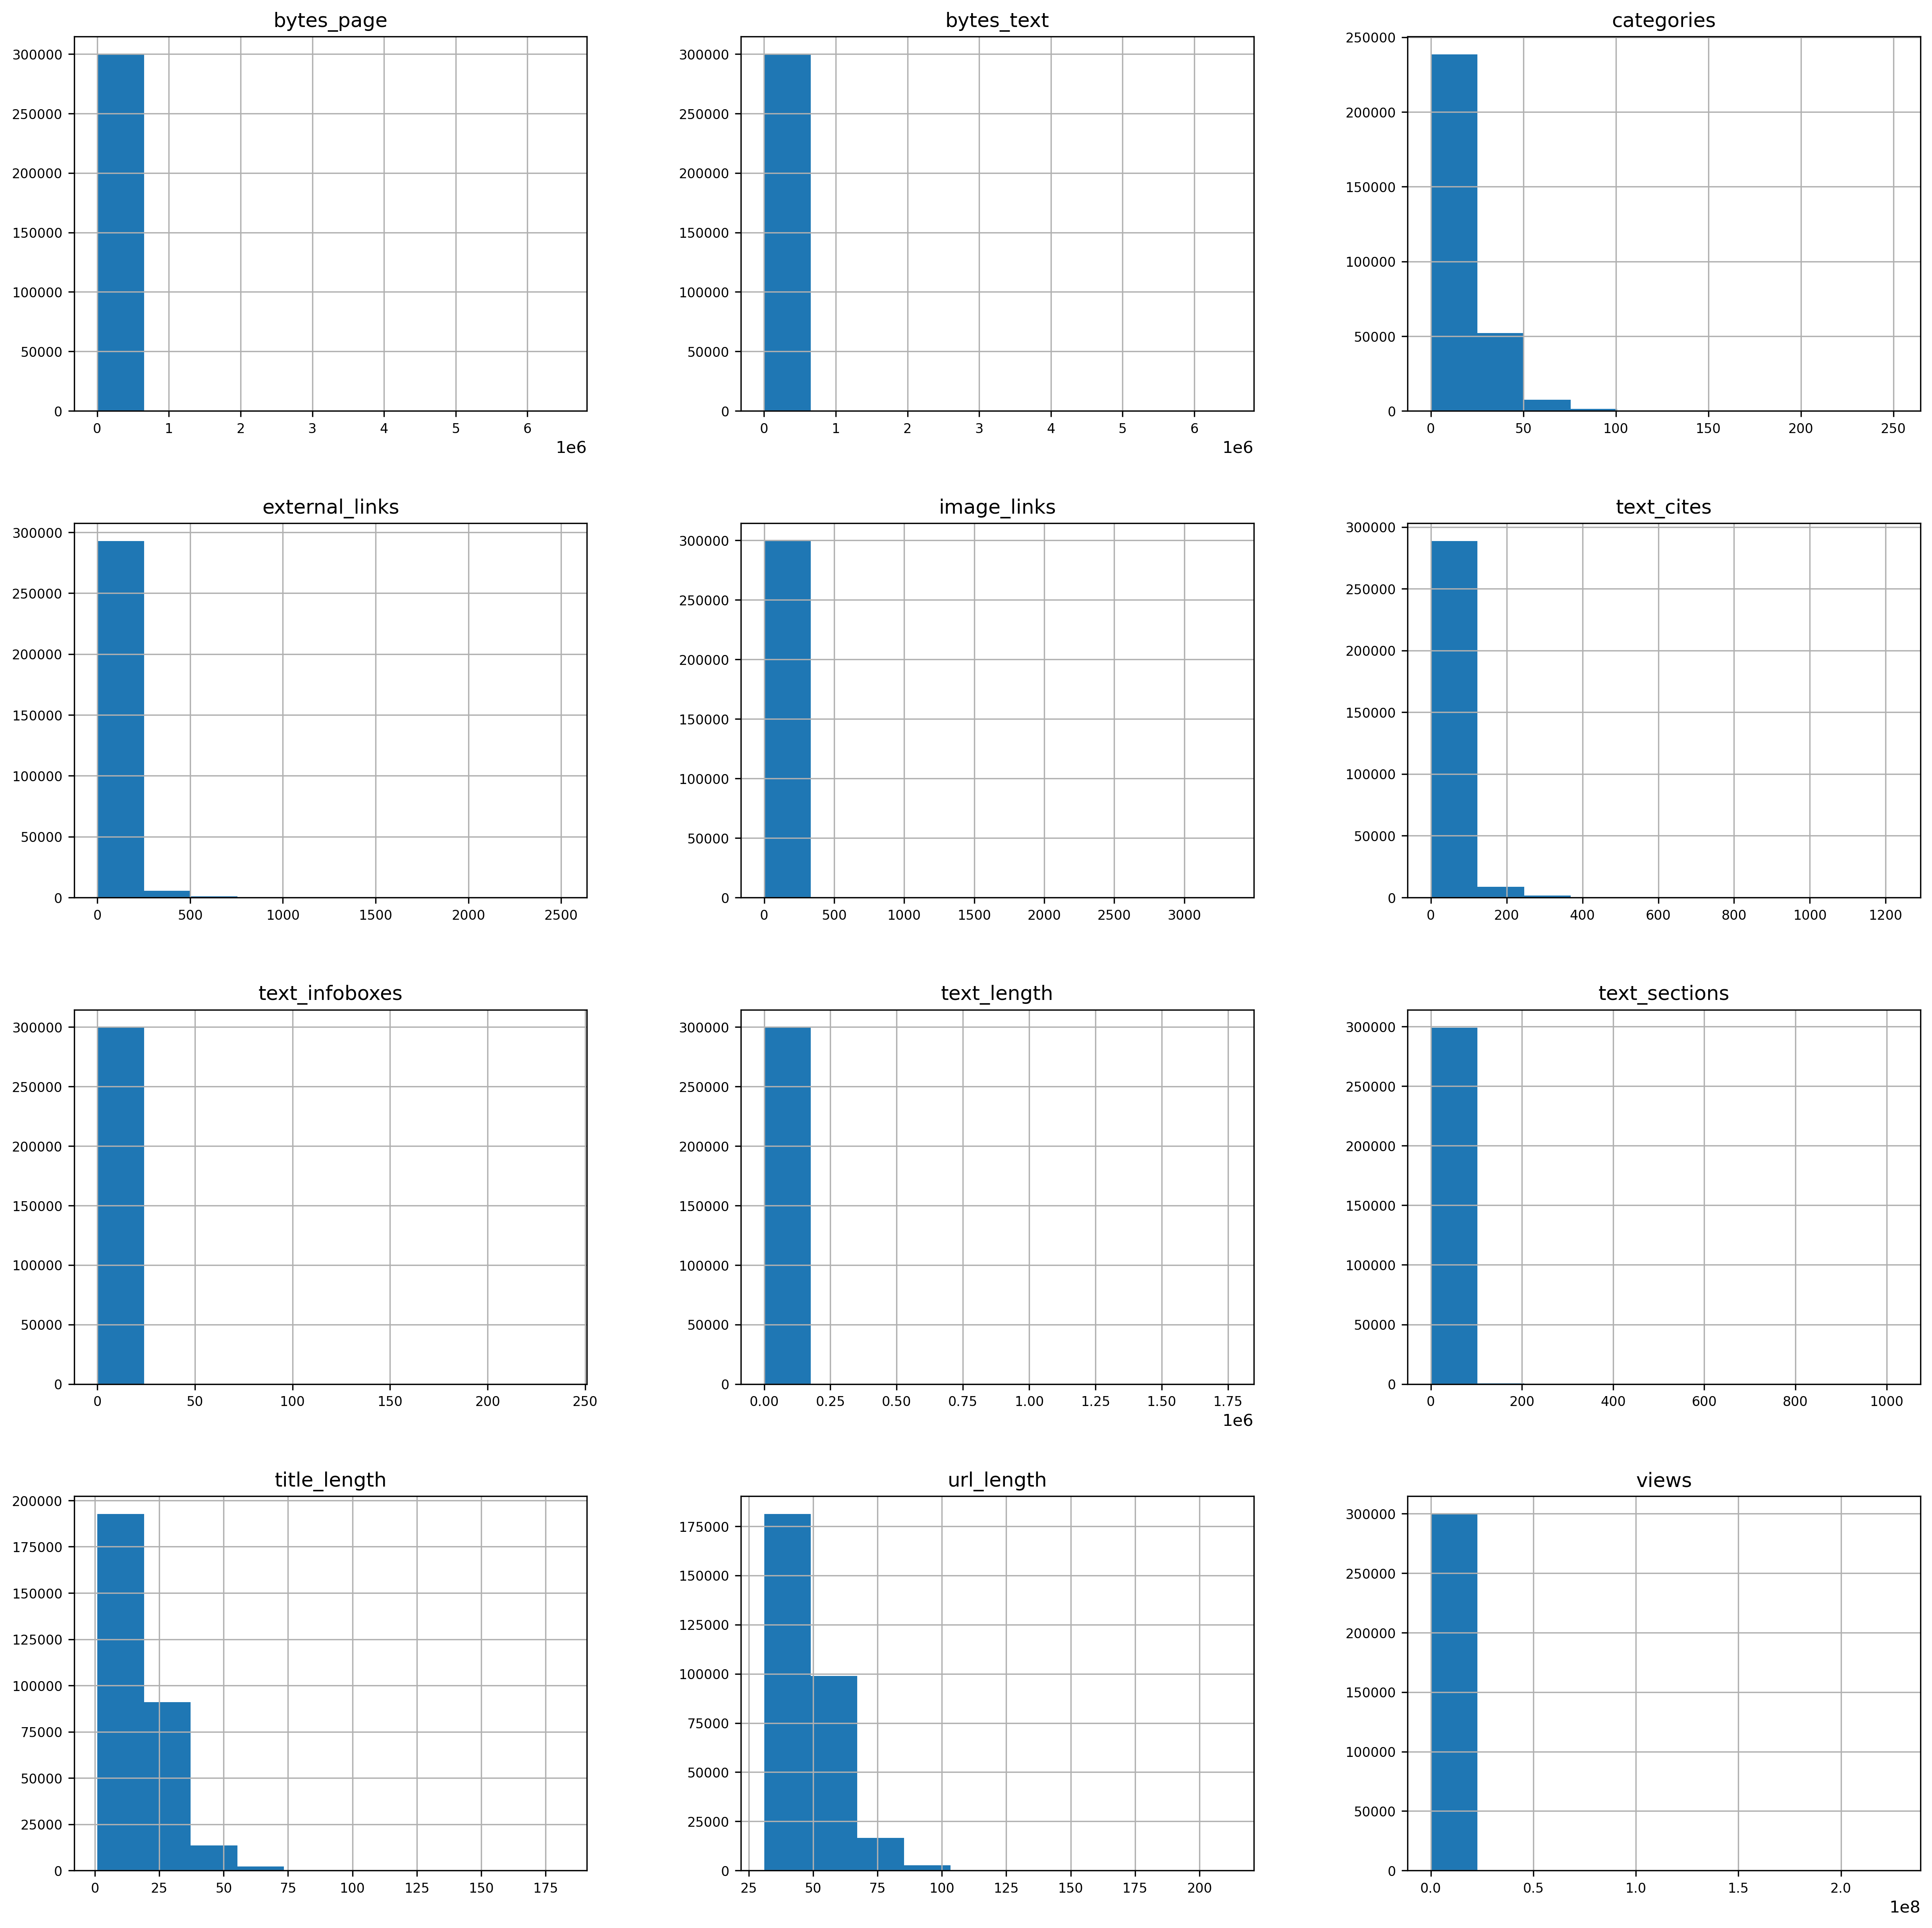 bytes_page bytes_text categories
300000 300000 250000
250000 250000 200000
200000 200000 150000
150000 150000 100000
100000 100000 50000
50000 50000 0
0 0
0 1 2 3 4 5 6 0 1 2 3 4 5 6 0 50 100 150 200 250
1e6 1e6
external_links image_links text_cites
300000 300000 300000
250000 250000 250000
200000 200000 200000
150000 150000 150000
100000 100000 100000
50000 50000 50000
0 0 0
0 500 1000 1500 2000 2500 0 500 1000 1500 2000 2500 3000 0 200 400 600 800 1000 1200
text_infoboxes text_length text_sections
300000 300000 300000
250000 250000 250000
200000 200000 200000
150000 150000 150000
100000 100000 100000
50000 50000 50000
0 0 0
0 50 100 150 200 250 0.00 0.25 0.50 0.75 1.00 1.25 1.50 1.75 0 200 400 600 800 1000
1e6
title_length url_length views
200000 175000 300000
175000 150000 250000
150000 125000 200000
125000 100000 150000
100000 75000 100000
75000 50000 50000
50000 25000 0
25000 0
0
0 25 50 75 100 125 150 175 25 50 75 100 125 150 175 200 0.0 0.5 1.0 1.5 2.0
1e8